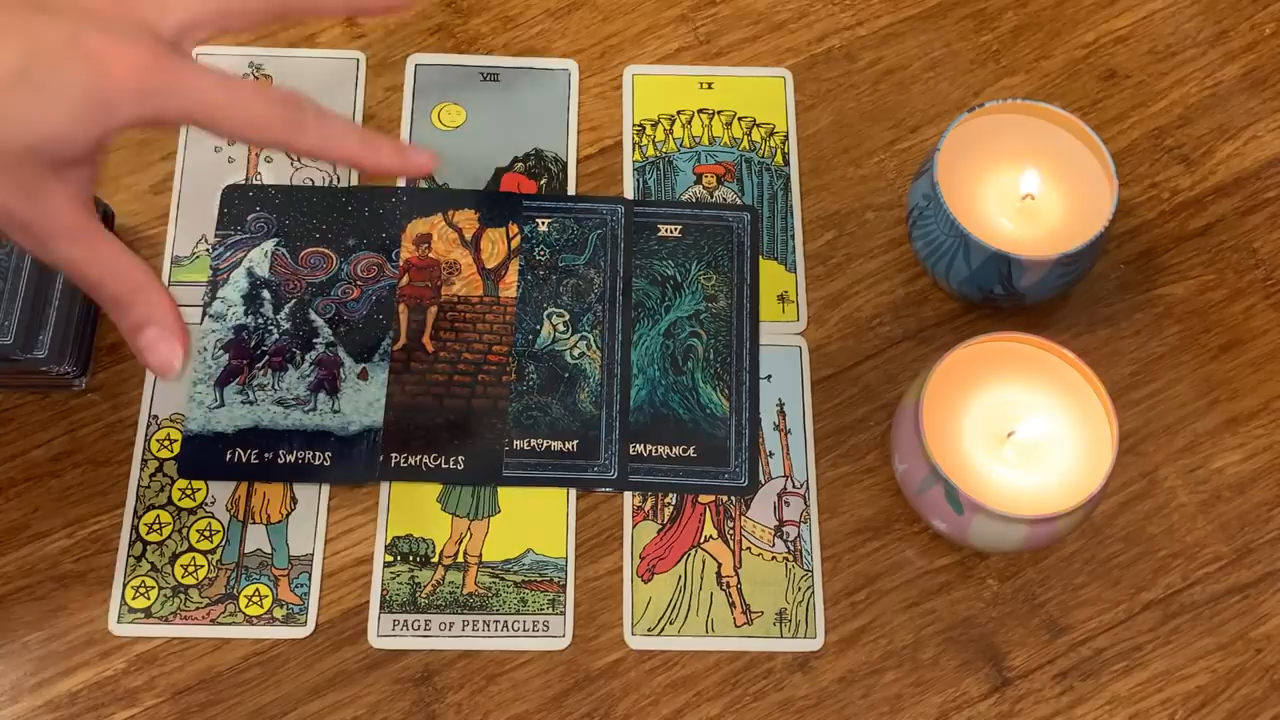 VIII
IX
V
XIV
FIVE OF SWORDS
PENTACLES
HIEROPHANT
EMPERANCE
PAGE OF PENTACLES